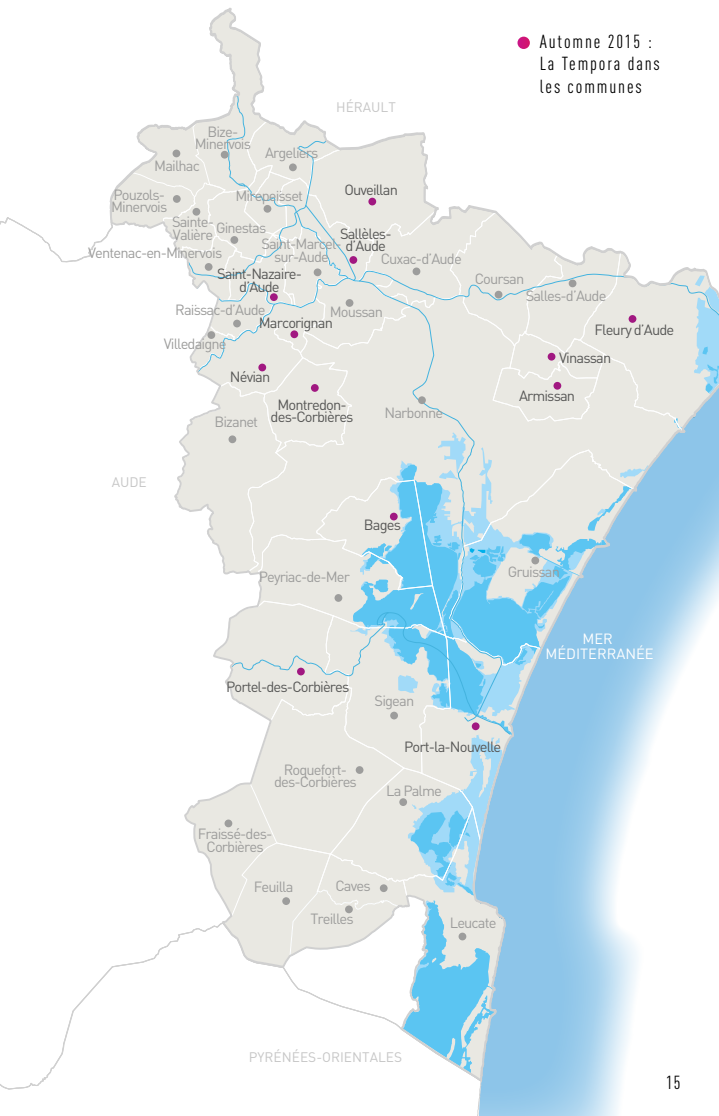 Automne 2015 :
La Tempora dans
les communes
HÉRAULT
Bize-
Minervois
Mailhac
Argeliers
Pouzols-
Minervois
Mirepeisset
Ouveillan
Sainte-
Valière
Ginestas
Sallèles-
d'Aude
Saint-Marcel-
sur-Aude
Ventenac-en-Minervois
Cuxac-d'Aude
Saint-Nazaire-
d'Aude
Coursan
Salles-d'Aude
Raissac-d'Aude
Moussan
Marcorignan
Fleury d'Aude
Villedaigne
Vinassan
Névian
Armissan
Montredon-
des-Corbières
Narbonne
Bizanet
AUDE
Bages
Gruissan
Peyriac-de-Mer
MER
MÉDITERRANÉE
Portel-des-Corbières
Sigean
Port-la-Nouvelle
Roquefort-
des-Corbières
La Palme
Fraissé-des-
Corbières
Feuilla
Caves
Treilles
Leucate
PYRÉNÉES-ORIENTALES
15